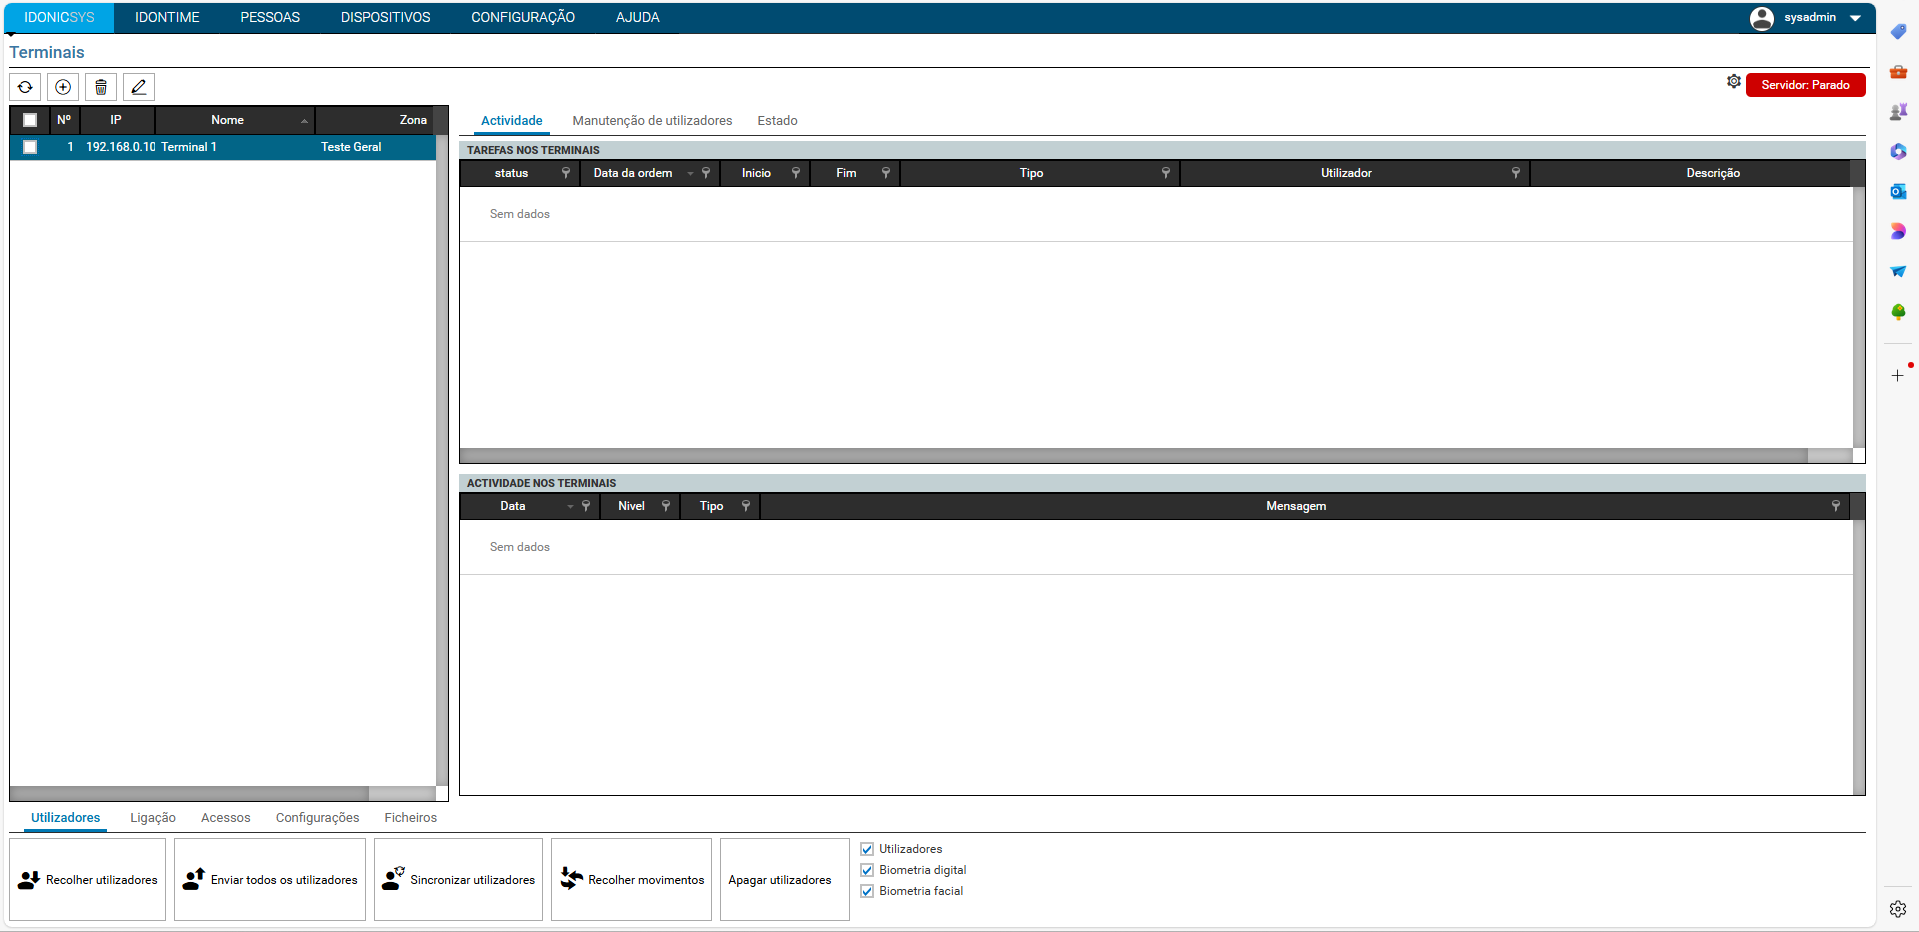 IDONICSYS IDONTIME PESSOAS DISPOSITIVOS CONFIGURAÇÃO AJUDA sysadmin
Terminais
Servidor: Parado
Nº IP Nome Zona
1 192.168.0.10 Terminal 1 Teste Geral
Actividade Manutenção de utilizadores Estado
TAREFAS NOS TERMINAIS
status Data da ordem Inicio Fim Tipo Utilizador Descrição
Sem dados
ACTIVIDADE NOS TERMINAIS
Data Nivel Tipo Mensagem
Sem dados
Utilizadores Ligação Acessos Configurações Ficheiros
Recolher utilizadores Enviar todos os utilizadores Sincronizar utilizadores Recolher movimentos Apagar utilizadores
Utilizadores
Biometria digital
Biometria facial